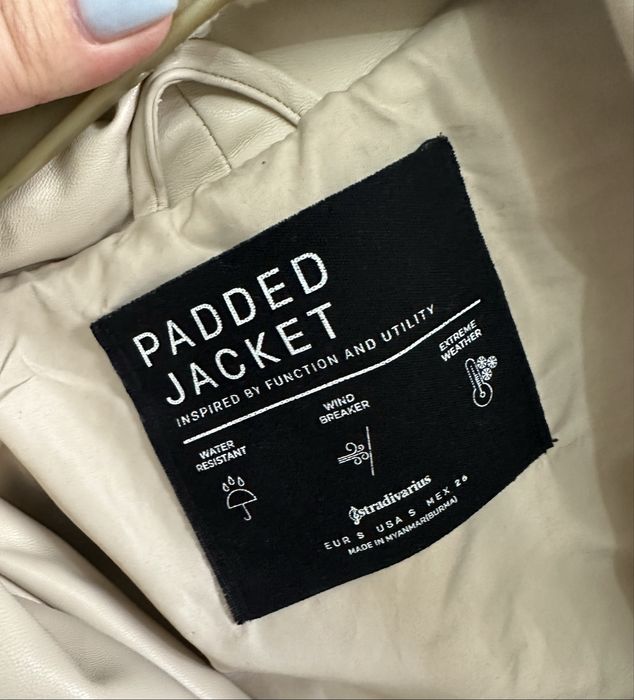 PADDED
JACKET
INSPIRED BY FUNCTION AND UTILITY
WATER
RESISTANT
WIND
BREAKER
EXTREME
WEATHER
stradivarius
EUR S USA S MEX 26
MADE IN MYANMAR(BURMA)